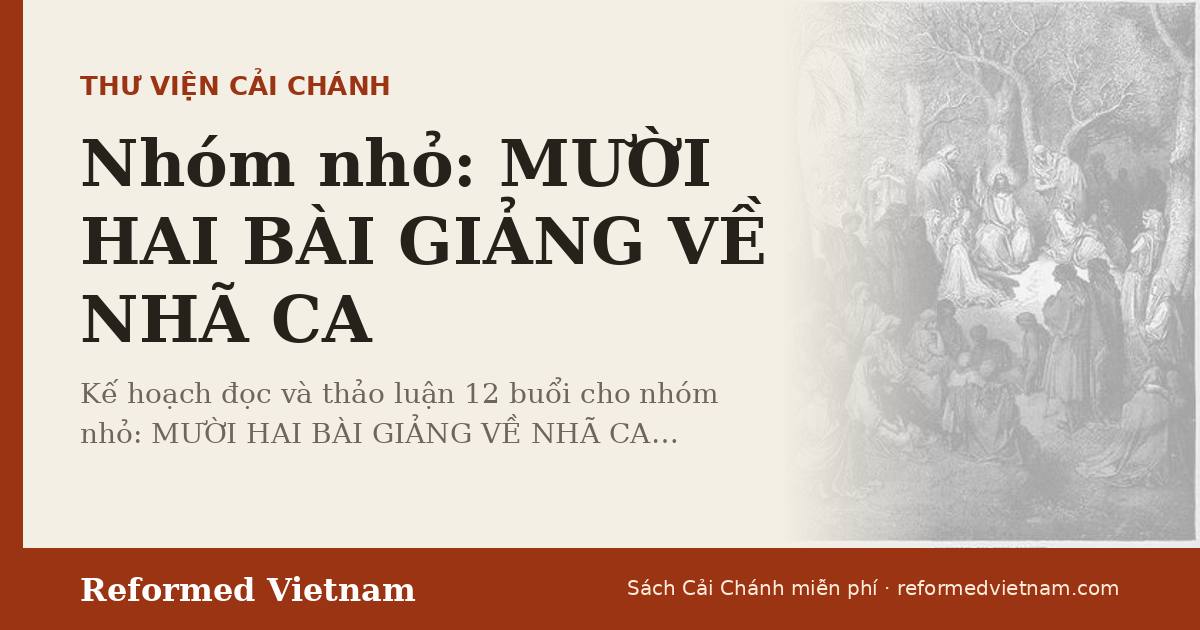 THƯ VIỆN CẢI CHÁNH
Nhóm nhỏ: MƯỜI
HAI BÀI GIẢNG VỀ
NHÃ CA
Kế hoạch đọc và thảo luận 12 buổi cho nhóm
nhỏ: MƯỜI HAI BÀI GIẢNG VỀ NHÃ CA...
Reformed Vietnam
Sách Cải Chánh miễn phí · reformedvietnam.com